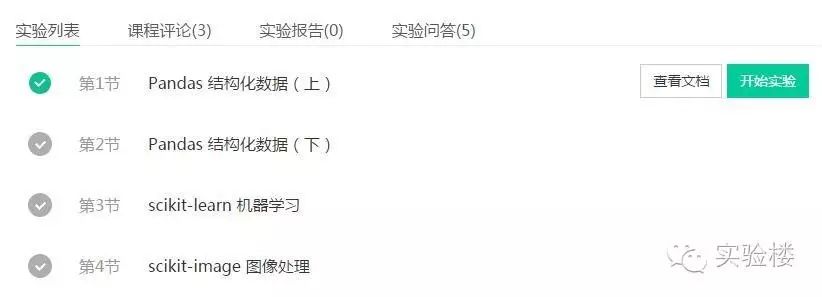 实验列表 课程评论(3) 实验报告(0) 实验问答(5)
第1节 Pandas 结构化数据（上） 查看文档 开始实验
第2节 Pandas 结构化数据（下）
第3节 scikit-learn 机器学习
第4节 scikit-image 图像处理
实验楼